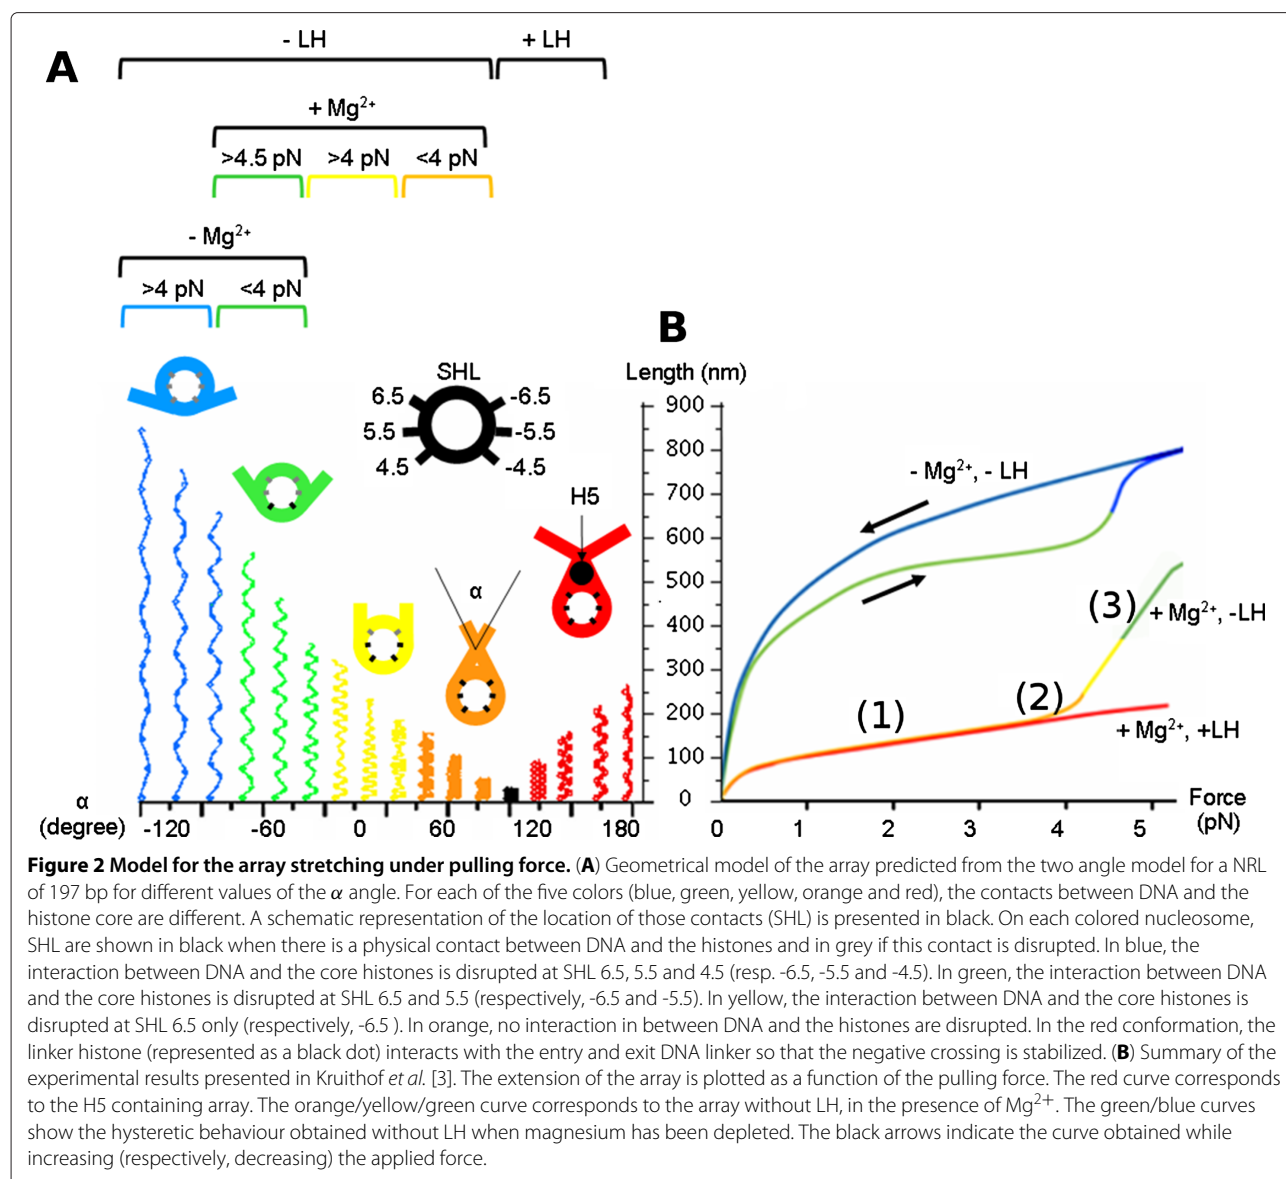 A
- LH
+ LH
+ Mg2+
>4.5 pN
>4 pN
<4 pN
- Mg2+
>4 pN
<4 pN
SHL
6.5
-6.5
5.5
-5.5
4.5
-4.5
H5
α
α
(degree)
-120
-60
0
60
100
180
B
Length (nm)
900
800
700
600
500
400
300
200
100
0
- Mg2+, - LH
(3)
+ Mg2+, -LH
(2)
(1)
+ Mg2+, +LH
0
1
2
3
4
5
Force
(pN)
Figure 2 Model for the array stretching under pulling force. (A) Geometrical model of the array predicted from the two angle model for a NRL
of 197 bp for different values of the α angle. For each of the five colors (blue, green, yellow, orange and red), the contacts between DNA and the
histone core are different. A schematic representation of the location of those contacts (SHL) is presented in black. On each colored nucleosome,
SHL are shown in black when there is a physical contact between DNA and the histones and in grey if this contact is disrupted. In blue, the
interaction between DNA and the core histones is disrupted at SHL 6.5, 5.5 and 4.5 (resp. -6.5, -5.5 and -4.5). In green, the interaction between DNA
and the core histones is disrupted at SHL 6.5 and 5.5 (respectively, -6.5 and -5.5). In yellow, the interaction between DNA and the core histones is
disrupted at SHL 6.5 only (respectively, -6.5 ). In orange, no interaction in between DNA and the histones are disrupted. In the red conformation, the
linker histone (represented as a black dot) interacts with the entry and exit DNA linker so that the negative crossing is stabilized. (B) Summary of the
experimental results presented in Kruithof et al. [3]. The extension of the array is plotted as a function of the pulling force. The red curve corresponds
to the H5 containing array. The orange/yellow/green curve corresponds to the array without LH, in the presence of Mg2+. The green/blue curves
show the hysteretic behaviour obtained without LH when magnesium has been depleted. The black arrows indicate the curve obtained while
increasing (respectively, decreasing) the applied force.